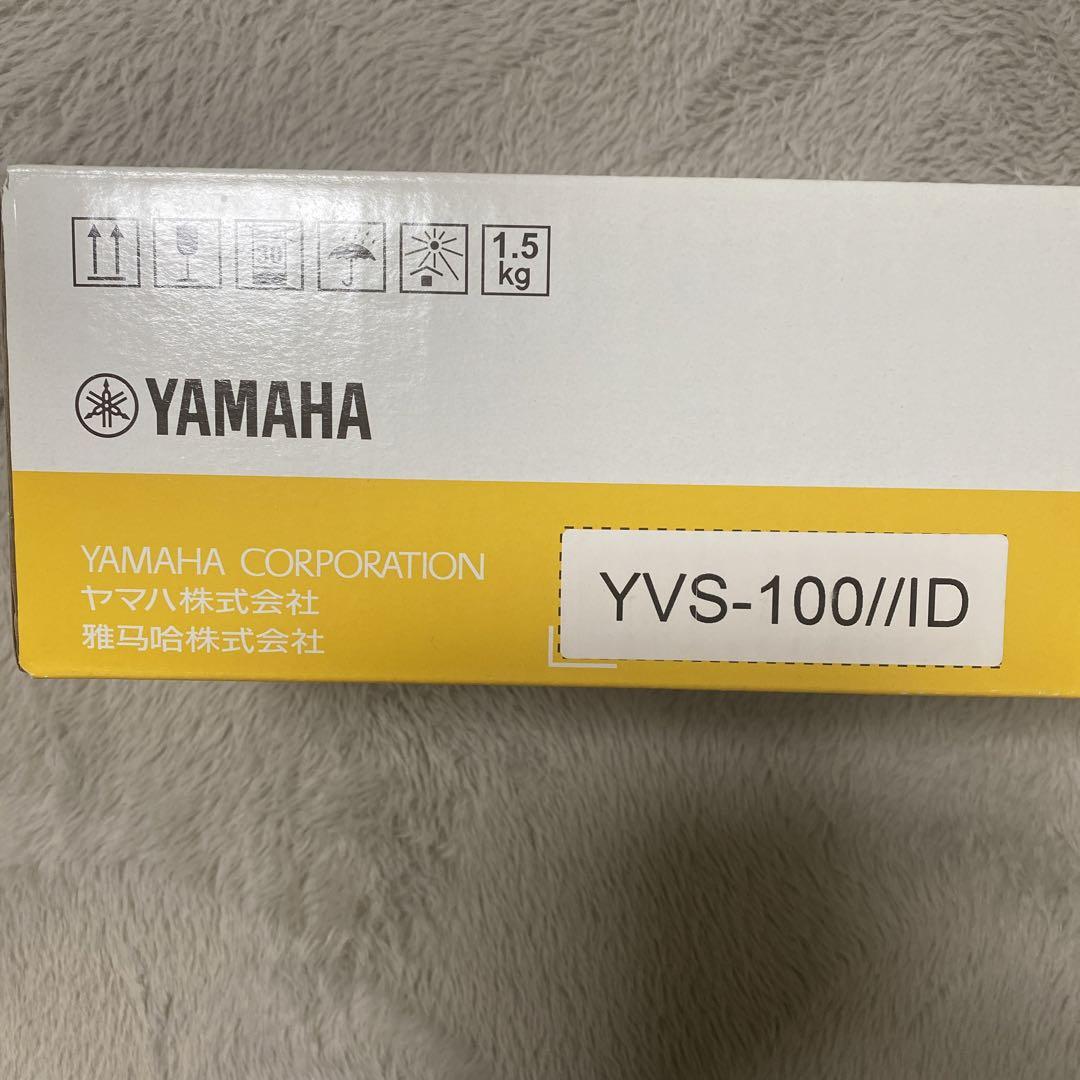 1.5
kg
YAMAHA
YAMAHA CORPORATION
ヤマハ株式会社
雅马哈株式会社
YVS-100//ID